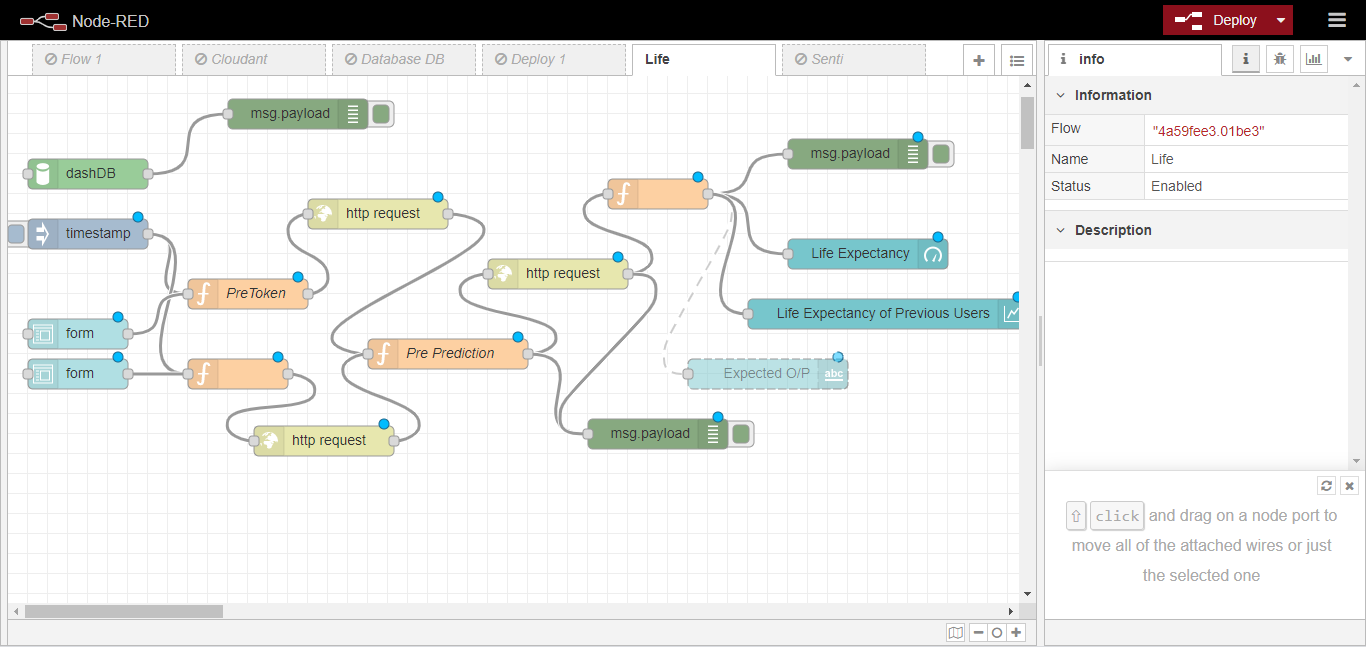 Node-RED
Deploy
Flow 1
Cloudant
Database DB
Deploy 1
Life
Senti
info
Information
Flow "4a59fee3.01be3"
Name Life
Status Enabled
Description
msg.payload
dashDB
timestamp
http request
PreToken
form
form
http request
Pre Prediction
http request
msg.payload
Life Expectancy
Life Expectancy of Previous Users
Expected O/P abc
msg.payload
click and drag on a node port to
move all of the attached wires or just
the selected one